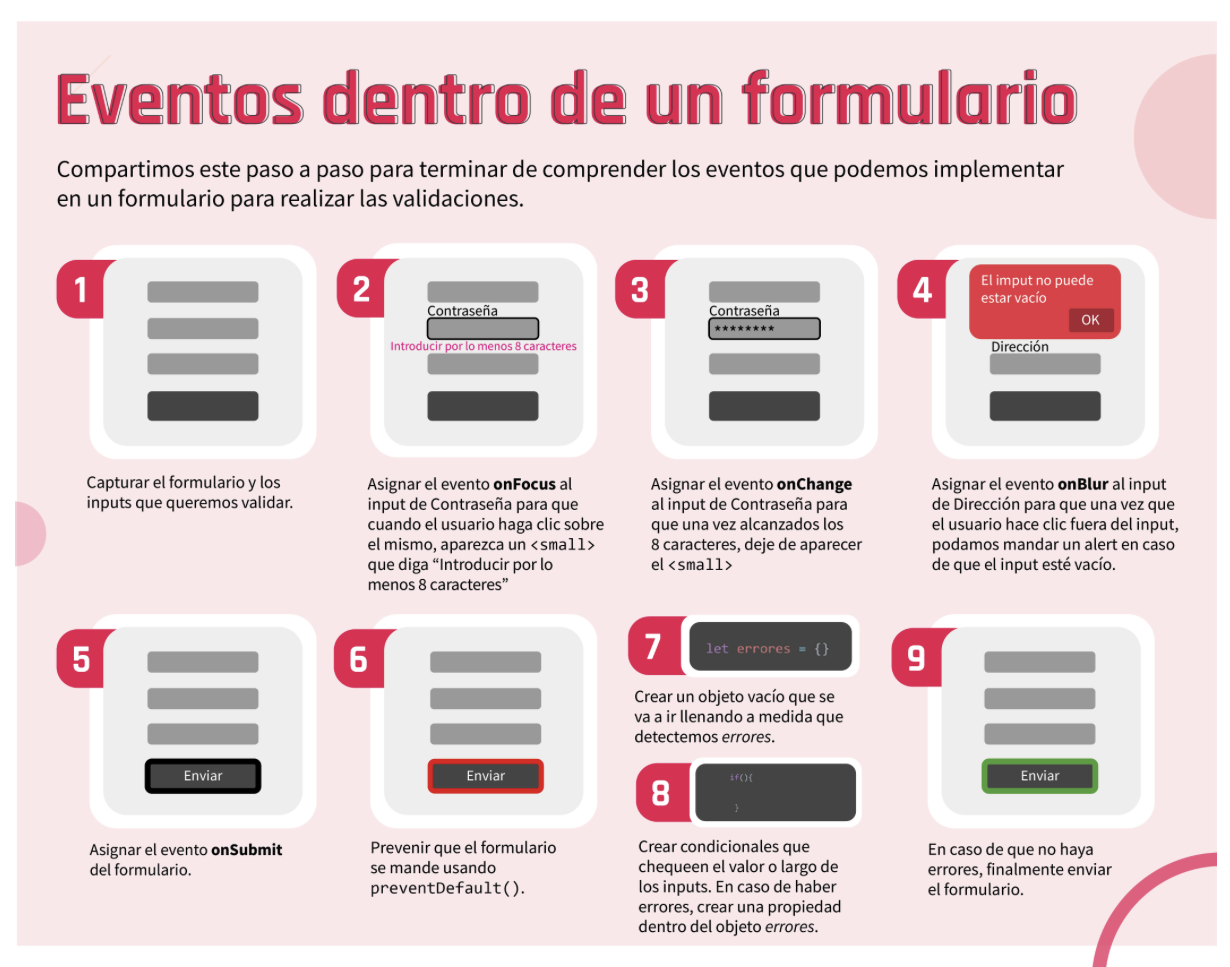 Eventos dentro de un formulario
Compartimos este paso a paso para terminar de comprender los eventos que podemos implementar
en un formulario para realizar las validaciones.
1
Capturar el formulario y los
inputs que queremos validar.
2
Contraseña
Introducir por lo menos 8 caracteres
Asignar el evento onFocus al
input de Contraseña para que
cuando el usuario haga clic sobre
el mismo, aparezca un <small>
que diga “Introducir por lo
menos 8 caracteres”
3
Contraseña
********
Asignar el evento onChange
al input de Contraseña para
que una vez alcanzados los
8 caracteres, deje de aparecer
el <small>
4
El imput no puede
estar vacío
OK
Dirección
Asignar el evento onBlur al input
de Dirección para que una vez que
el usuario hace clic fuera del input,
podamos mandar un alert en caso
de que el input esté vacío.
5
Enviar
Asignar el evento onSubmit
del formulario.
6
Enviar
Prevenir que el formulario
se mande usando
preventDefault().
7
let errores = {}
Crear un objeto vacío que se
va a ir llenando a medida que
detectemos errores.
8
if(){
}
Crear condicionales que
chequeen el valor o largo de
los inputs. En caso de haber
errores, crear una propiedad
dentro del objeto errores.
9
Enviar
En caso de que no haya
errores, finalmente enviar
el formulario.